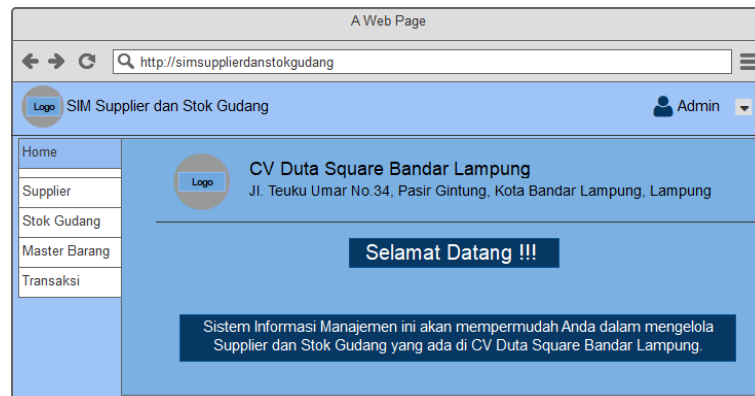 A Web Page
http://simsupplierdanstokgudang
Logo SIM Supplier dan Stok Gudang
Admin
Home
Supplier
Stok Gudang
Master Barang
Transaksi
Logo
CV Duta Square Bandar Lampung
Jl. Teuku Umar No.34, Pasir Gintung, Kota Bandar Lampung, Lampung
Selamat Datang !!!
Sistem Informasi Manajemen ini akan mempermudah Anda dalam mengelola
Supplier dan Stok Gudang yang ada di CV Duta Square Bandar Lampung.